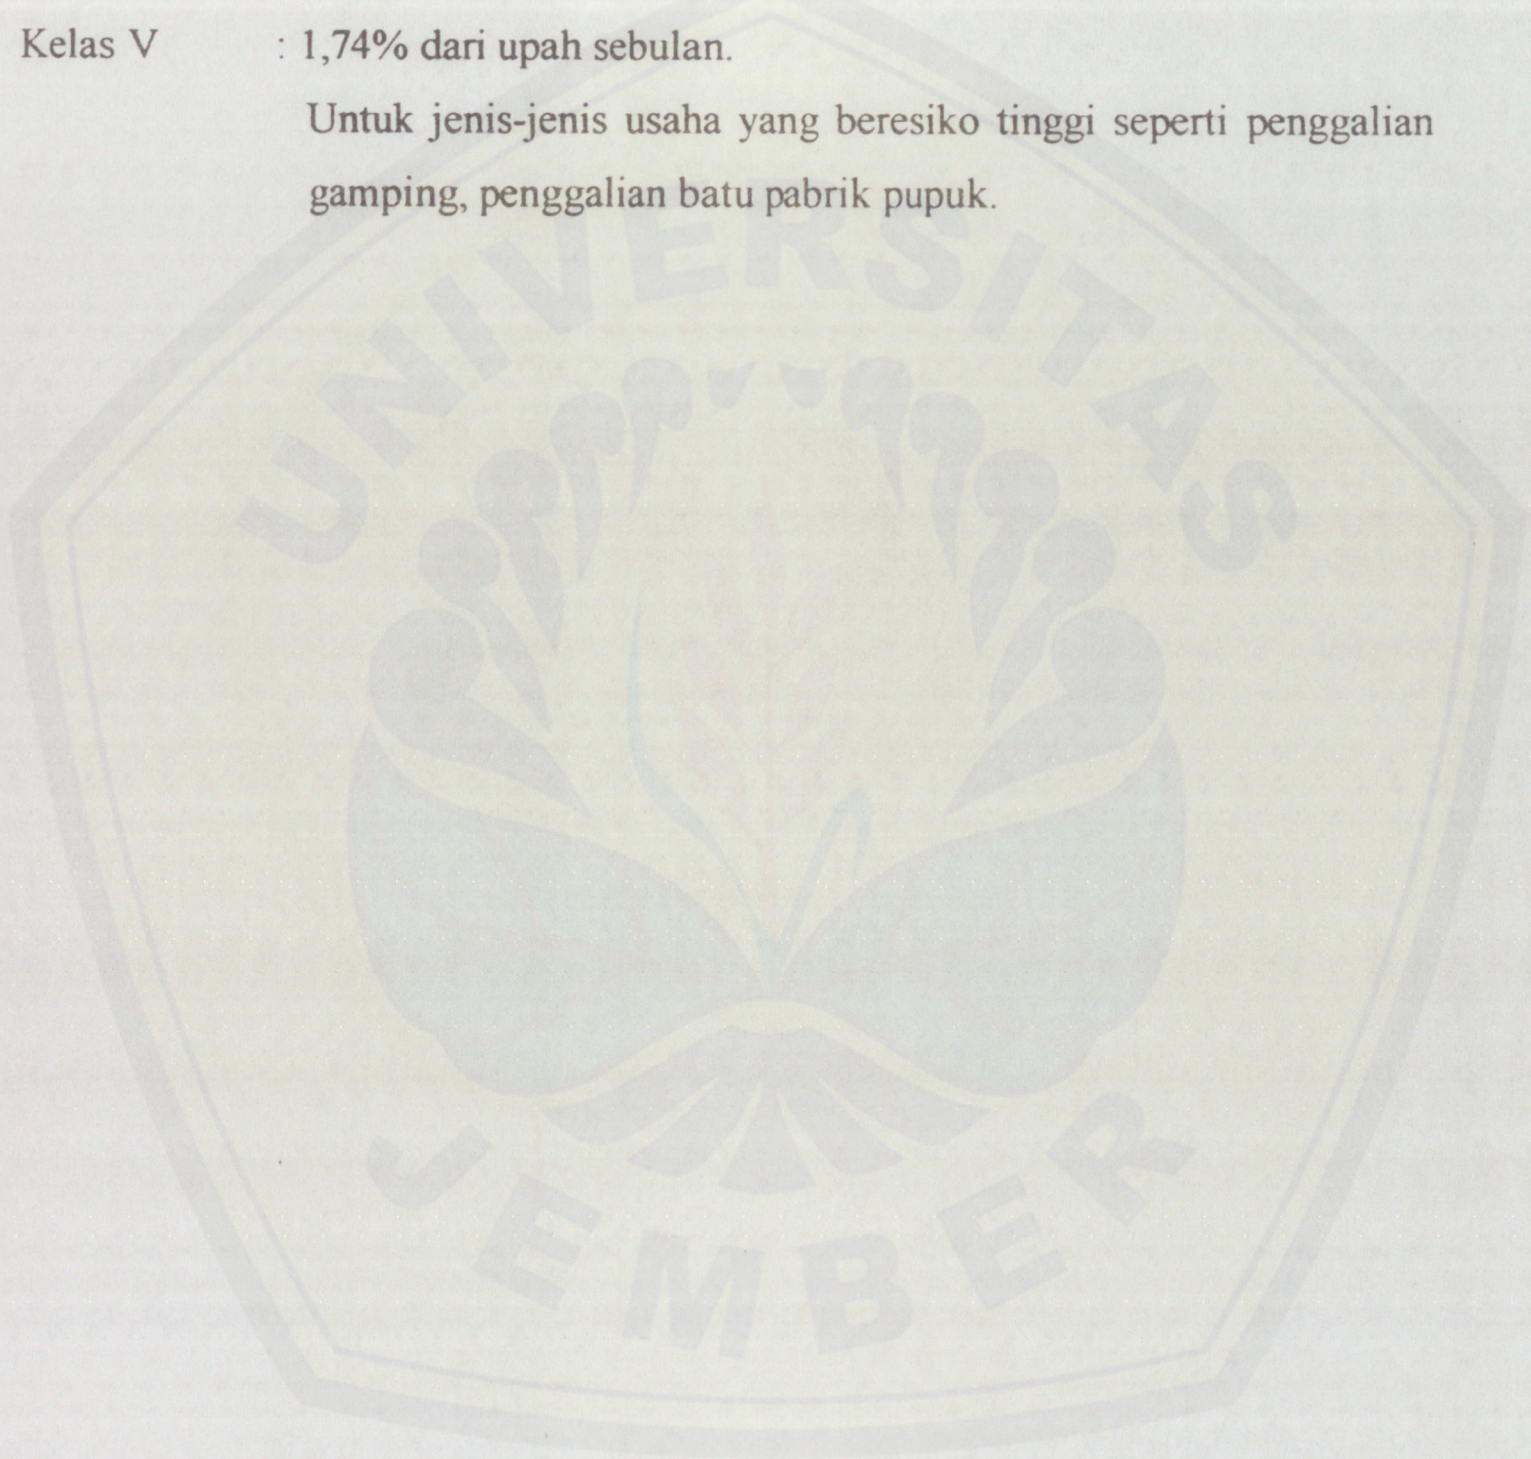 Kelas V : 1,74% dari upah sebulan.
Untuk jenis-jenis usaha yang beresiko tinggi seperti penggalian
gamping, penggalian batu pabrik pupuk.
UNIVERSITAS
JEMBER